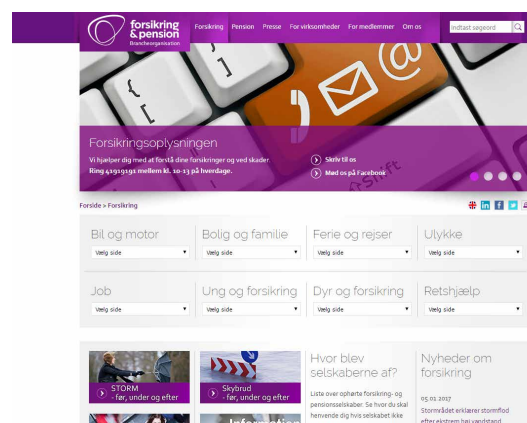 forsikring
& pension
Brancheorganisation
Forsikring Pension Presse For virksomheder For medlemmer Om os
Indtast søgeord
Forsikringsoplysningen
Vi hjælper dig med at forstå dine forsikringer og ved skader
Ring 41919191 mellem kl. 10-13 på hverdage.
Skriv til os
Mød os på Facebook
Shift
Forside » Forsikring
Bil og motor
Vælg side
Bolig og familie
Vælg side
Ferie og rejser
Vælg side
Ulykke
Vælg side
Job
Vælg side
Ung og forsikring
Vælg side
Dyr og forsikring
Vælg side
Retshjælp
Vælg side
STORM
- før, under og efter
Skybrud
- før, under og efter
Information
Hvor blev
selskaberne af?
Liste over ophørte forsikring- og
pensionsselskaber. Se hvor du skal
henvende dig hvis selskabet ikke
Nyheder om
forsikring
05.01.2017
Stormrådet erklærer stormflod
efter ekstrem høj vandstand